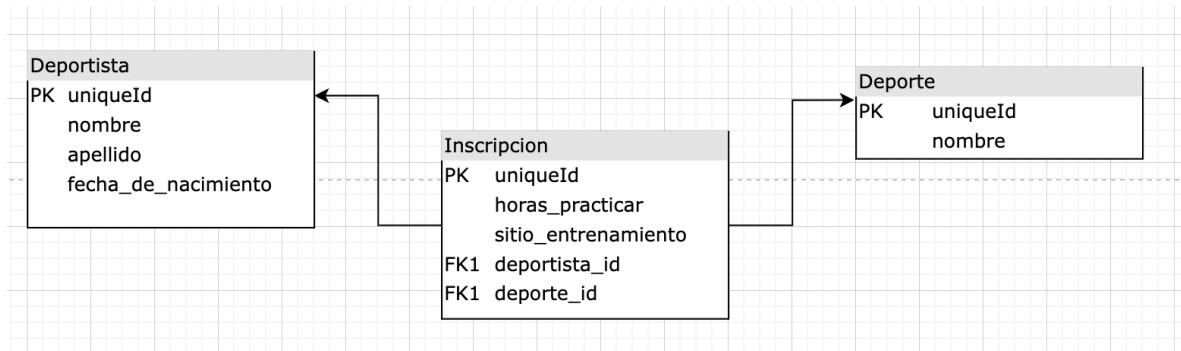 Deportista
PK uniqueId
nombre
apellido
fecha_de_nacimiento
Inscripcion
PK uniqueId
horas_practicar
sitio_entrenamiento
FK1 deportista_id
FK1 deporte_id
Deporte
PK uniqueId
nombre